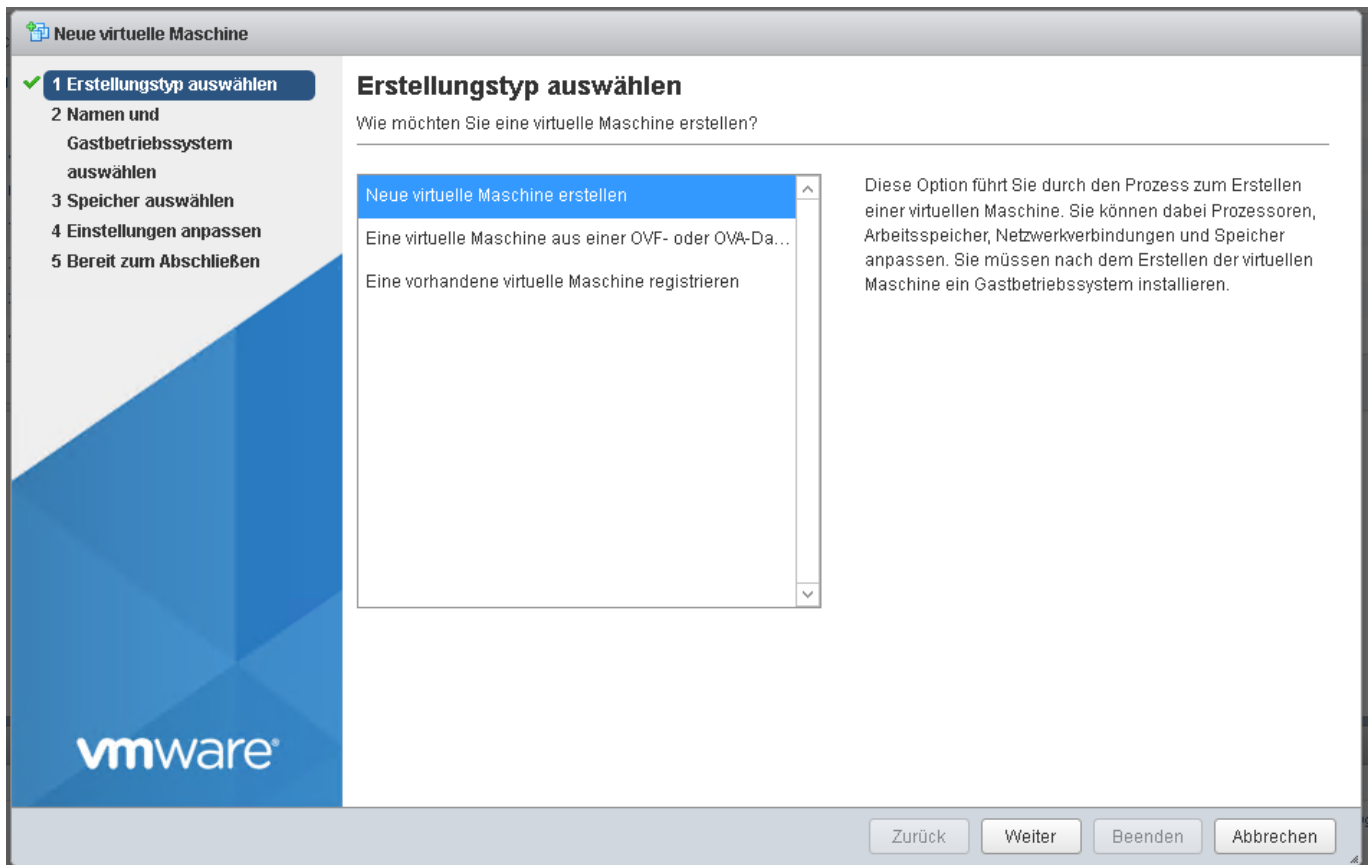 Neue virtuelle Maschine
1 Erstellungstyp auswählen
2 Namen und
Gastbetriebssystem
auswählen
3 Speicher auswählen
4 Einstellungen anpassen
5 Bereit zum Abschließen
Erstellungstyp auswählen
Wie möchten Sie eine virtuelle Maschine erstellen?
Neue virtuelle Maschine erstellen
Eine virtuelle Maschine aus einer OVF- oder OVA-Da...
Eine vorhandene virtuelle Maschine registrieren
Diese Option führt Sie durch den Prozess zum Erstellen
einer virtuellen Maschine. Sie können dabei Prozessoren,
Arbeitsspeicher, Netzwerkverbindungen und Speicher
anpassen. Sie müssen nach dem Erstellen der virtuellen
Maschine ein Gastbetriebssystem installieren.
vmware®
Zurück Weiter Beenden Abbrechen